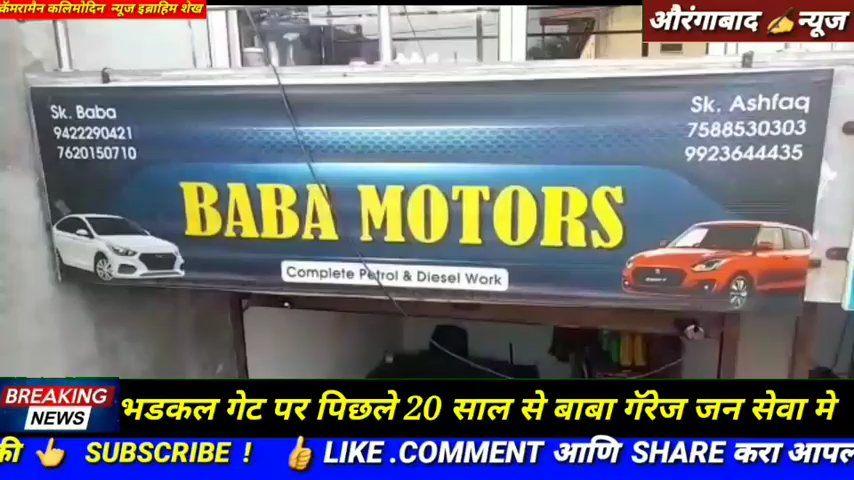 कॅमरामैन कलिमोदिन न्यूज इब्राहिम शेख
औरंगाबाद ✍️न्यूज
Sk. Baba
9422290421
7620150710
Sk. Ashfaq
7588530303
9923644435
BABA MOTORS
Complete Petrol & Diesel Work
BREAKING
NEWS
भडकल गेट पर पिछले 20 साल से बाबा गॅरेज जन सेवा मे
की 👉 SUBSCRIBE ! 👍 LIKE .COMMENT आणि SHARE करा आपल